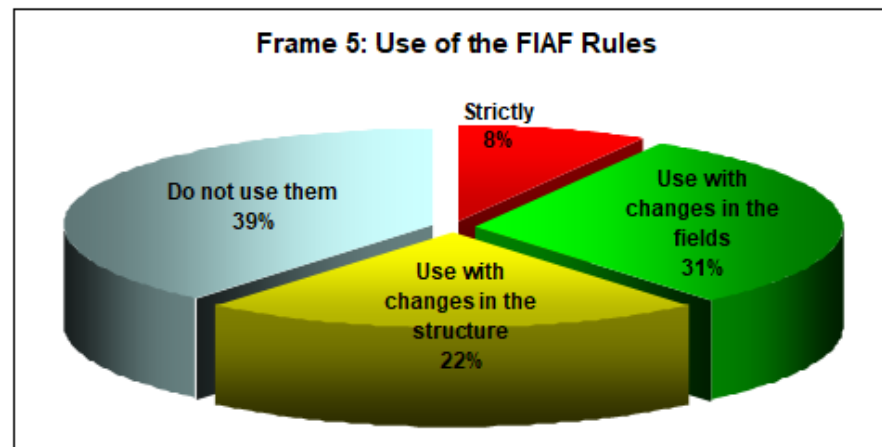 Frame 5: Use of the FIAF Rules
Strictly
8%
Use with
changes in the
fields
31%
Use with
changes in the
structure
22%
Do not use them
39%